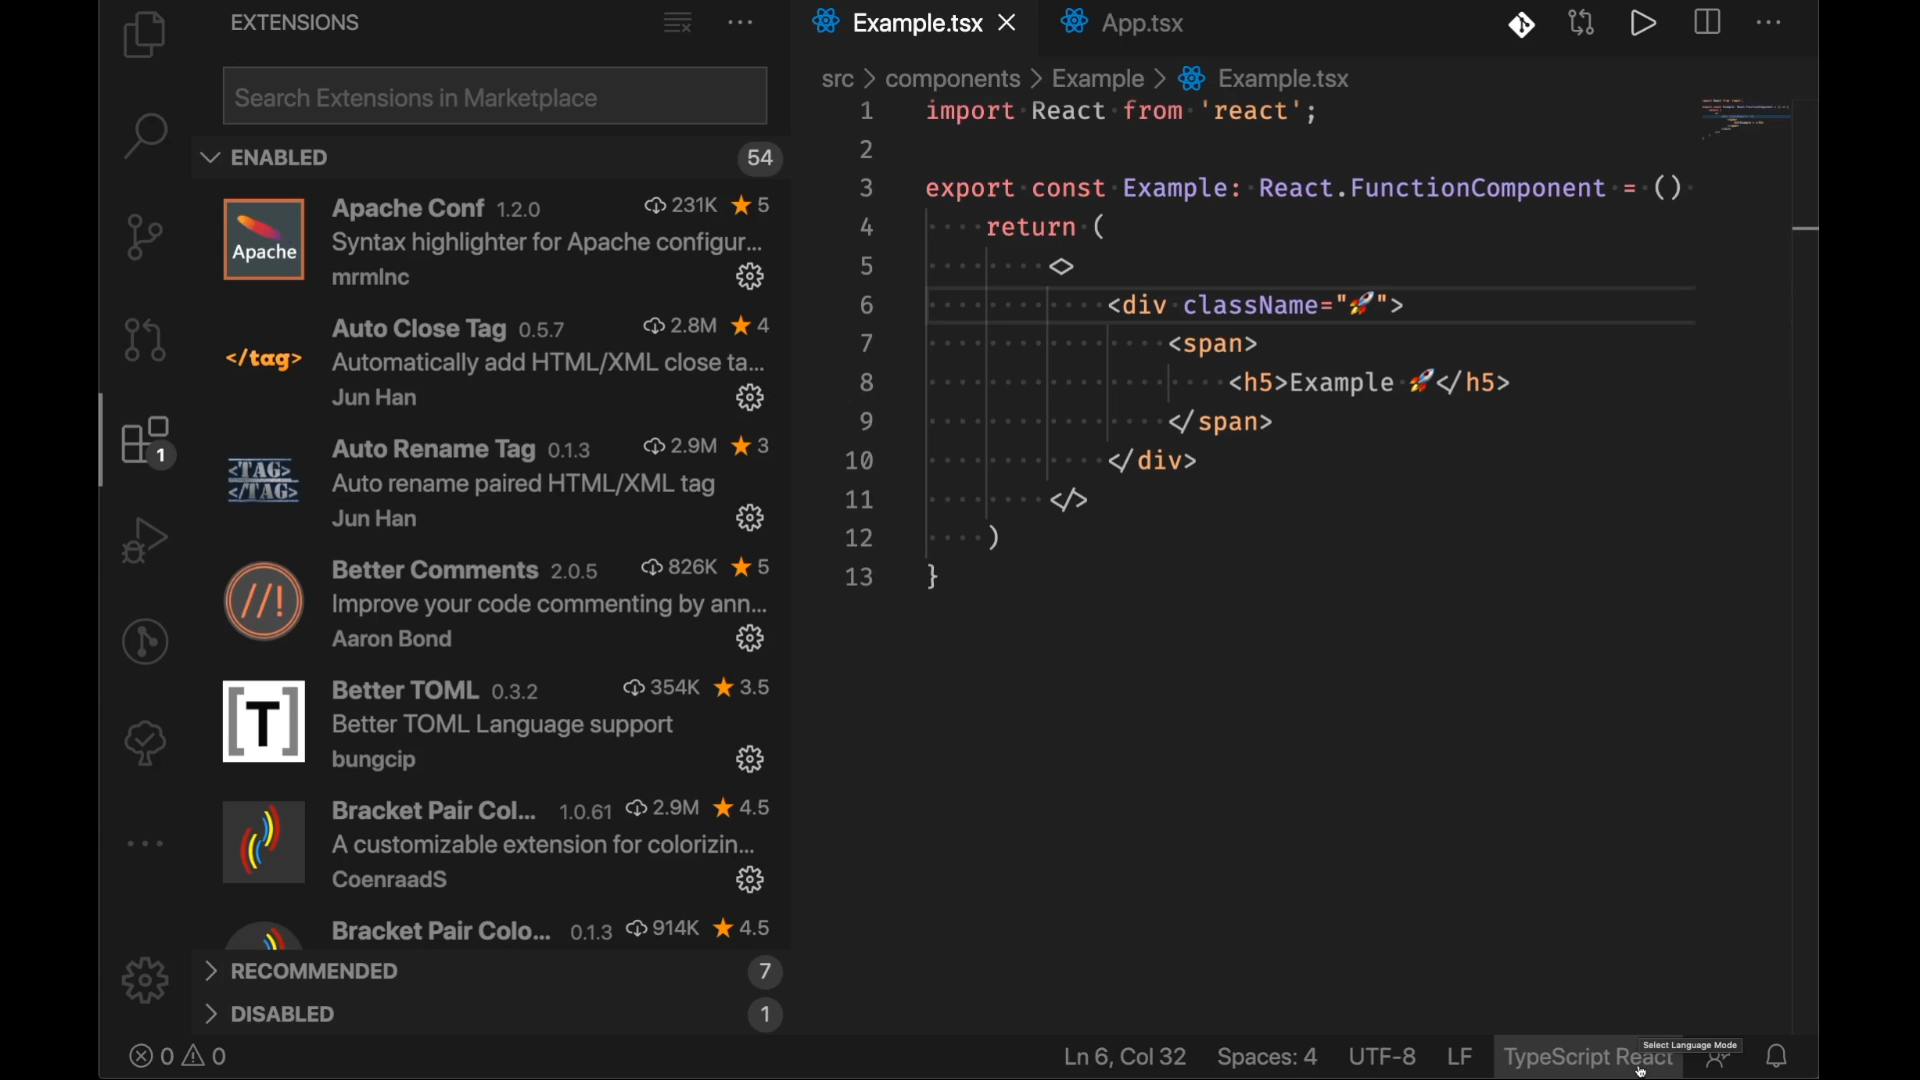 EXTENSIONS
Search Extensions in Marketplace
ENABLED 54
Apache
Apache Conf 1.2.0 231K 5
Syntax highlighter for Apache configur...
mrmlnc
</tag>
Auto Close Tag 0.5.7 2.8M 4
Automatically add HTML/XML close ta...
Jun Han
<TAG>
</TAG>
Auto Rename Tag 0.1.3 2.9M 3
Auto rename paired HTML/XML tag
Jun Han
//!
Better Comments 2.0.5 826K 5
Improve your code commenting by ann...
Aaron Bond
[T]
Better TOML 0.3.2 354K 3.5
Better TOML Language support
bungcip
Bracket Pair Col... 1.0.61 2.9M 4.5
A customizable extension for colorizin...
CoenraadS
Bracket Pair Colo... 0.1.3 914K 4.5
RECOMMENDED 7
DISABLED 1
1
Example.tsx App.tsx
src > components > Example > Example.tsx
1 import React from 'react';
2
3 export const Example: React.FunctionComponent = ()
4 return (
5 <>
6 <div className="🚀">
7 <span>
8 <h5>Example 🚀</h5>
9 </span>
10 </div>
11 </>
12 )
13 }
0 0
Ln 6, Col 32 Spaces: 4 UTF-8 LF TypeScript React
Select Language Mode